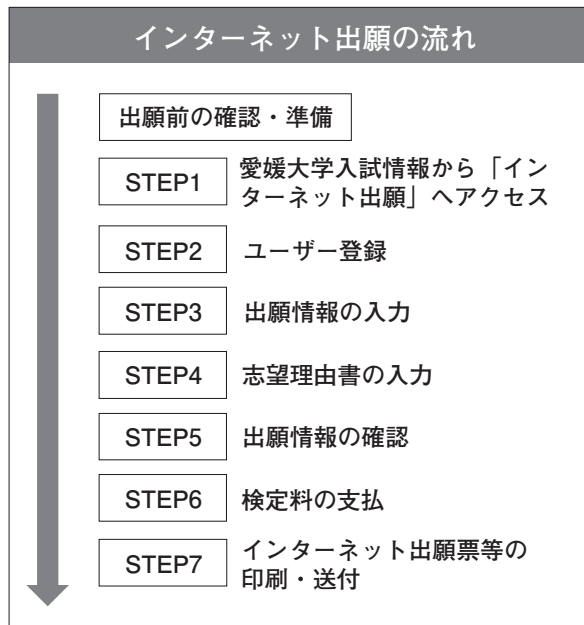 インターネット出願の流れ
出願前の確認・準備
STEP1
愛媛大学入試情報から「イン
ターネット出願」へアクセス
STEP2 ユーザー登録
STEP3 出願情報の入力
STEP4 志望理由書の入力
STEP5 出願情報の確認
STEP6 検定料の支払
STEP7
インターネット出願票等の
印刷・送付